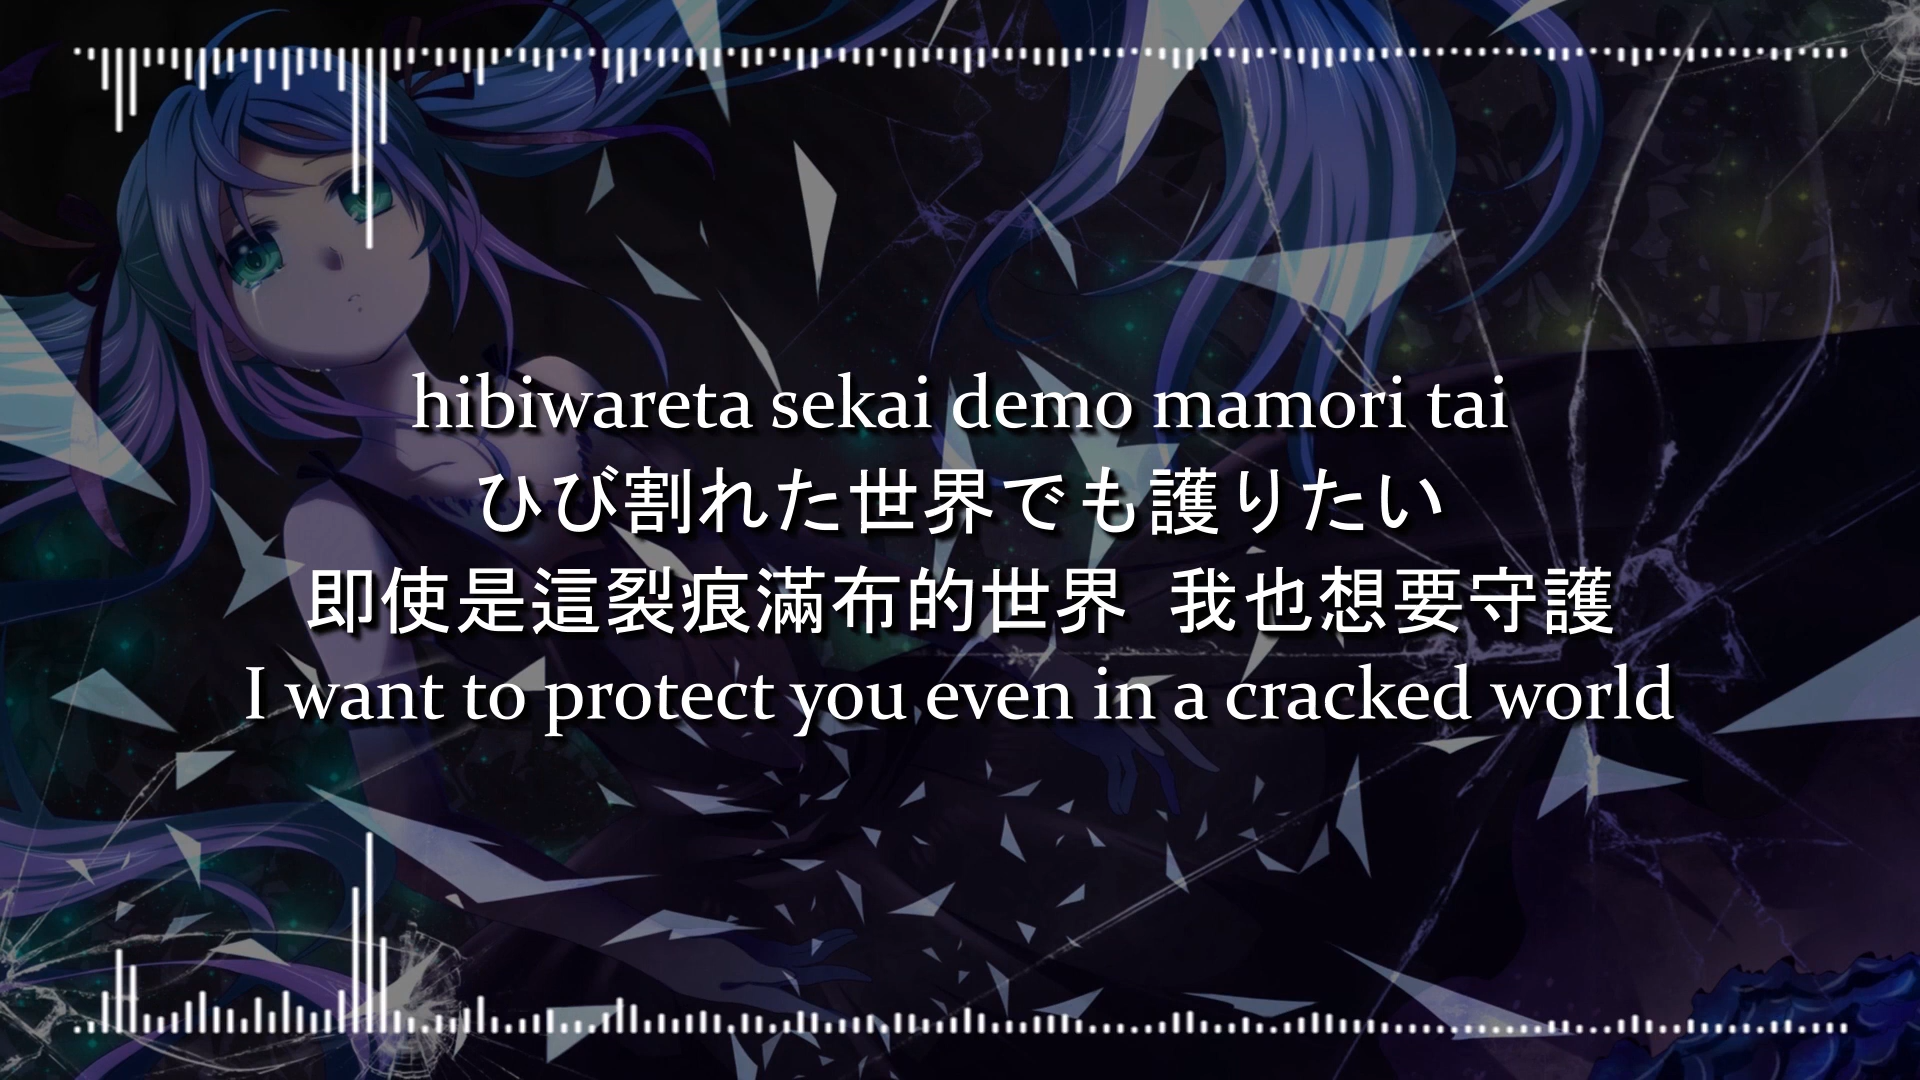 hibiwareta sekai demo mamori tai
ひび割れた世界でも護りたい
即使是這裂痕滿布的世界 我也想要守護
I want to protect you even in a cracked world